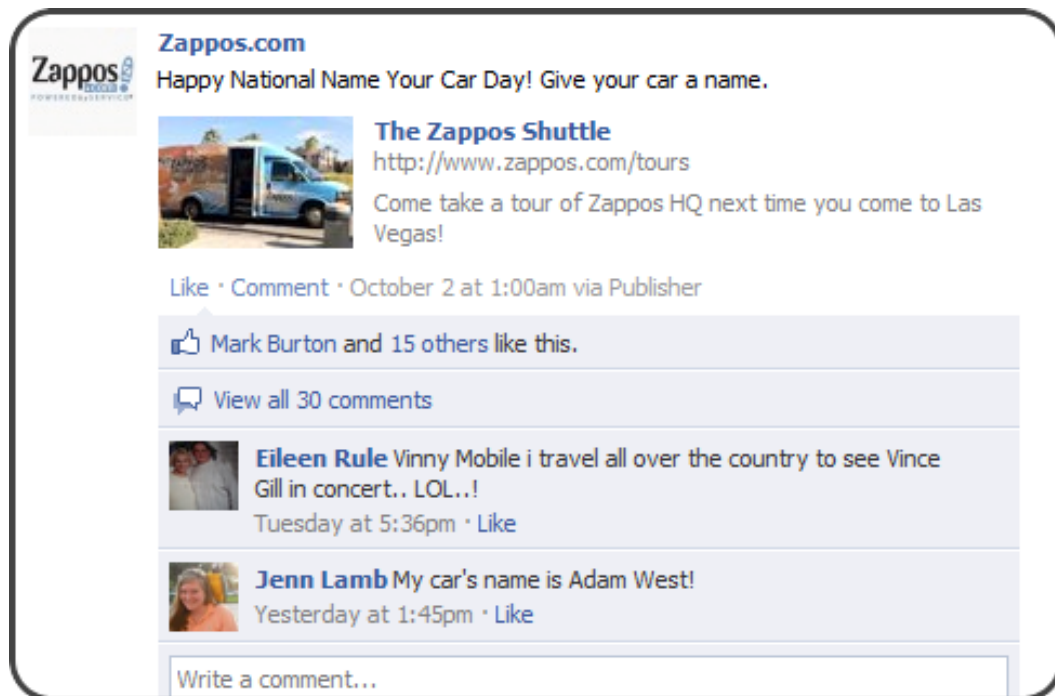 Zappos.com
Zappos
.com
POWERED by SERVICE
Happy National Name Your Car Day! Give your car a name.
The Zappos Shuttle
http://www.zappos.com/tours
Come take a tour of Zappos HQ next time you come to Las
Vegas!
Like · Comment · October 2 at 1:00am via Publisher
Mark Burton and 15 others like this.
View all 30 comments
Eileen Rule Vinny Mobile i travel all over the country to see Vince
Gill in concert.. LOL..!
Tuesday at 5:36pm · Like
Jenn Lamb My car's name is Adam West!
Yesterday at 1:45pm · Like
Write a comment...